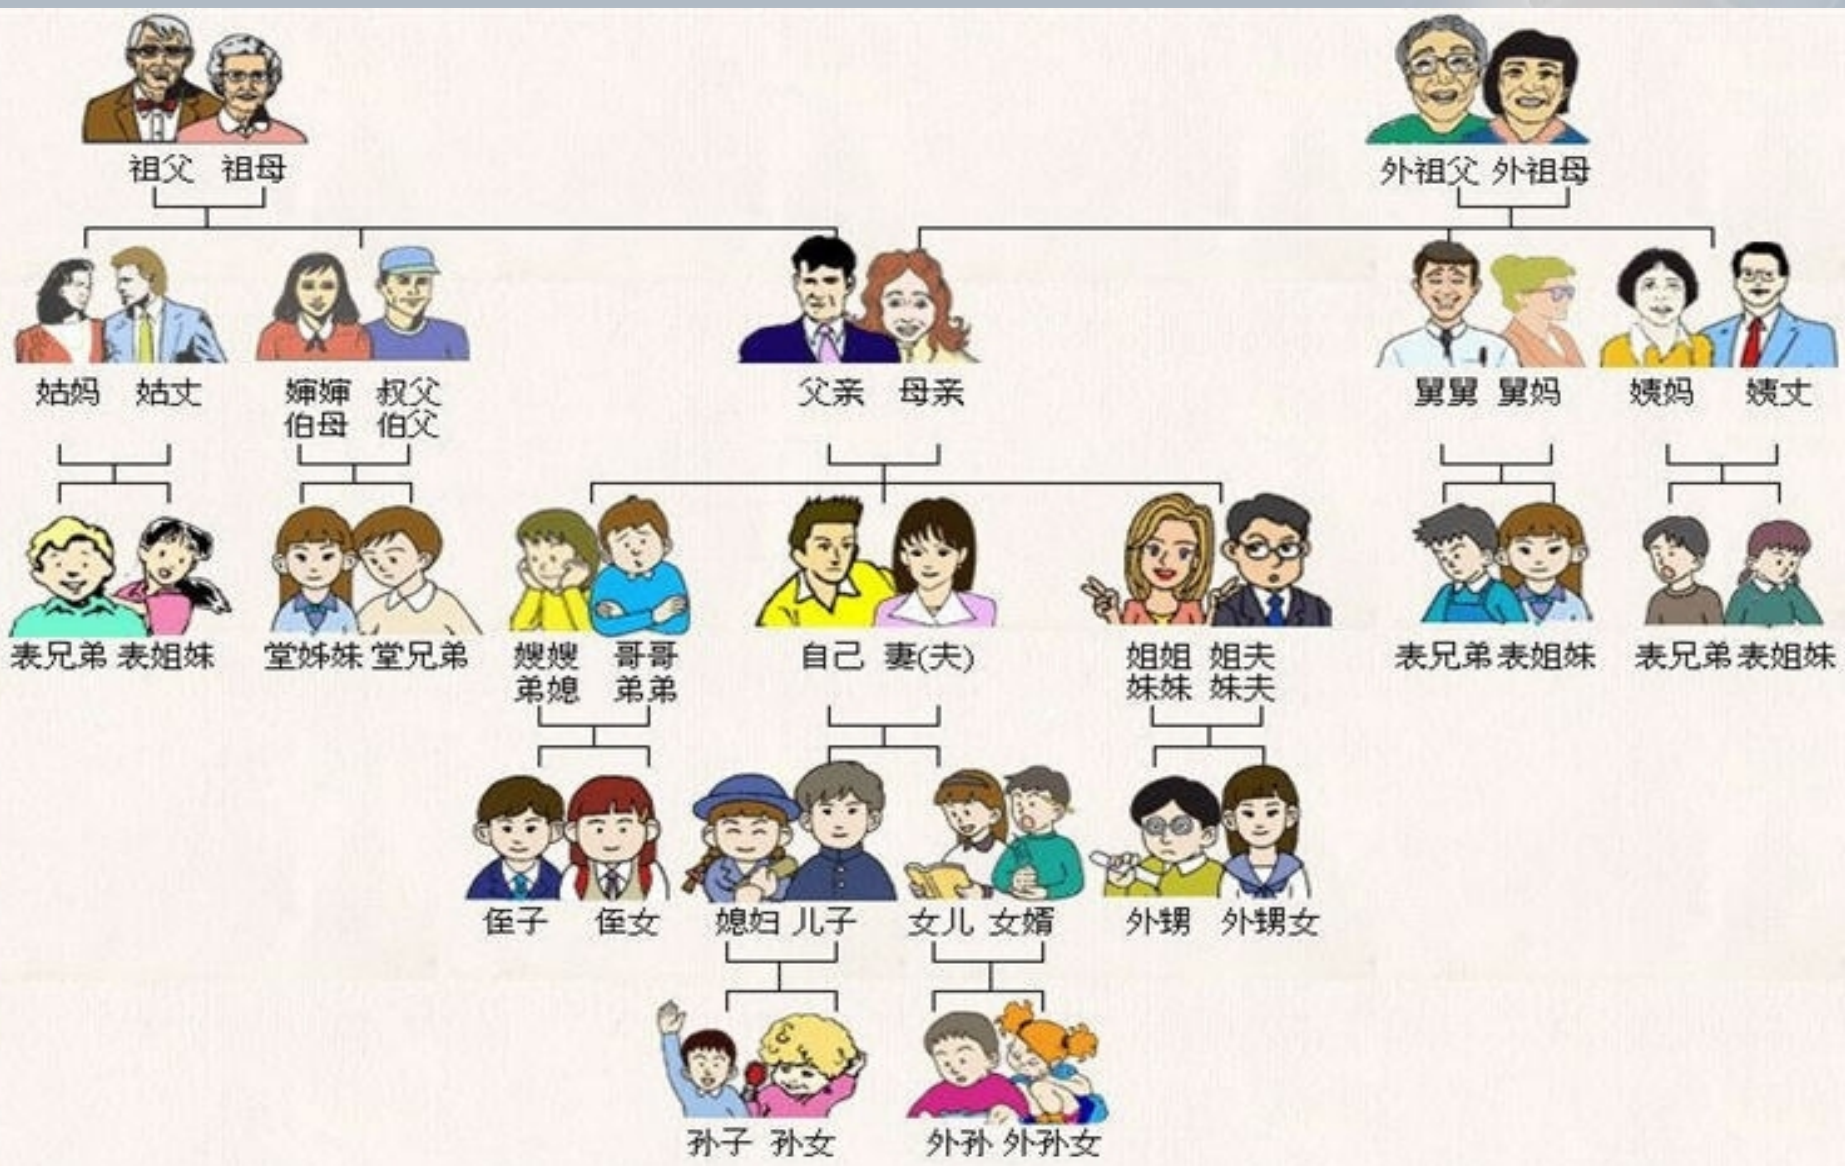 祖父 祖母
外祖父 外祖母
姑妈 姑丈
婶婶 叔父
伯母 伯父
父亲 母亲
舅舅 舅妈
姨妈 姨丈
表兄弟 表姐妹
堂姊妹 堂兄弟
嫂嫂 哥哥
弟媳 弟弟
自己 妻(夫)
姐姐 姐夫
妹妹 妹夫
表兄弟 表姐妹
表兄弟 表姐妹
侄子 侄女
媳妇 儿子
女儿 女婿
外甥 外甥女
孙子 孙女
外孙 外孙女